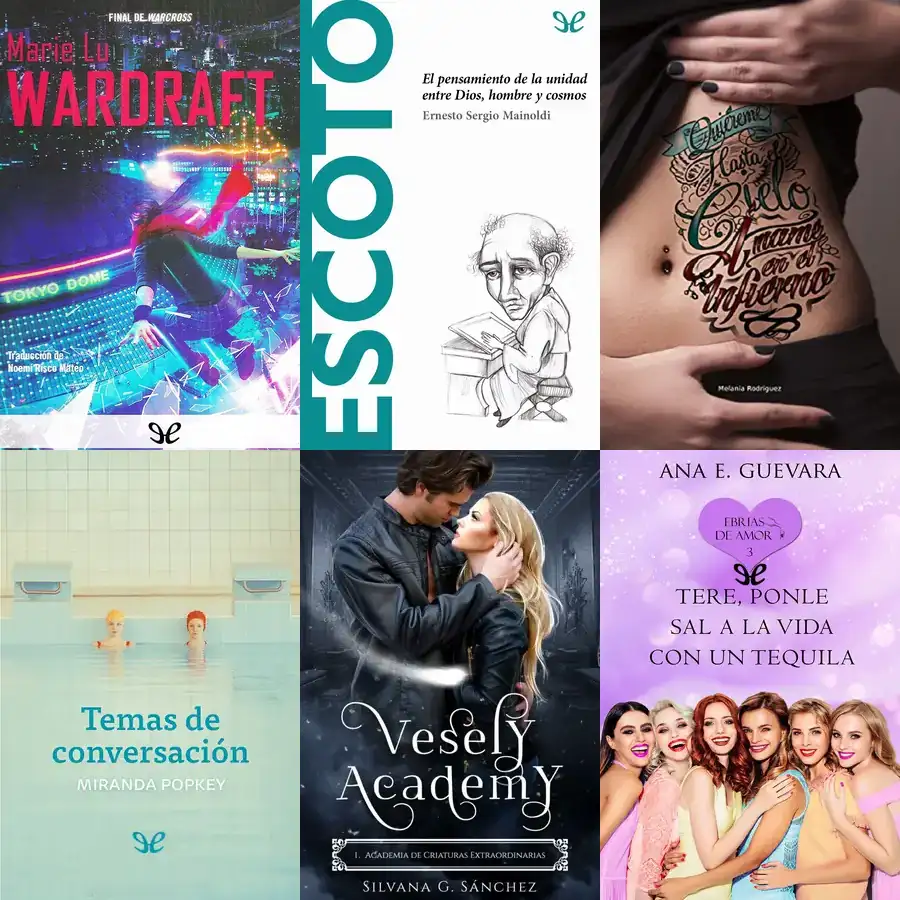 FINAL DE WARCROSS
Marie Lu
WARDRAFT
TOKYO DOME
Traducción de
Noemí Risco Mateo
ESCOTO
El pensamiento de la unidad
entre Dios, hombre y cosmos
Ernesto Sergio Mainoldi
Quiéreme
Hasta el
Cielo
Ámame
en el
Infierno
Melania Rodríguez
Temas de
conversación
MIRANDA POPKEY
Vesely
Academy
1. Academia de Criaturas Extraordinarias
Silvana G. Sánchez
ANA E. GUEVARA
EBRIAS
DE AMOR
3
TERE, PONLE
SAL A LA VIDA
CON UN TEQUILA